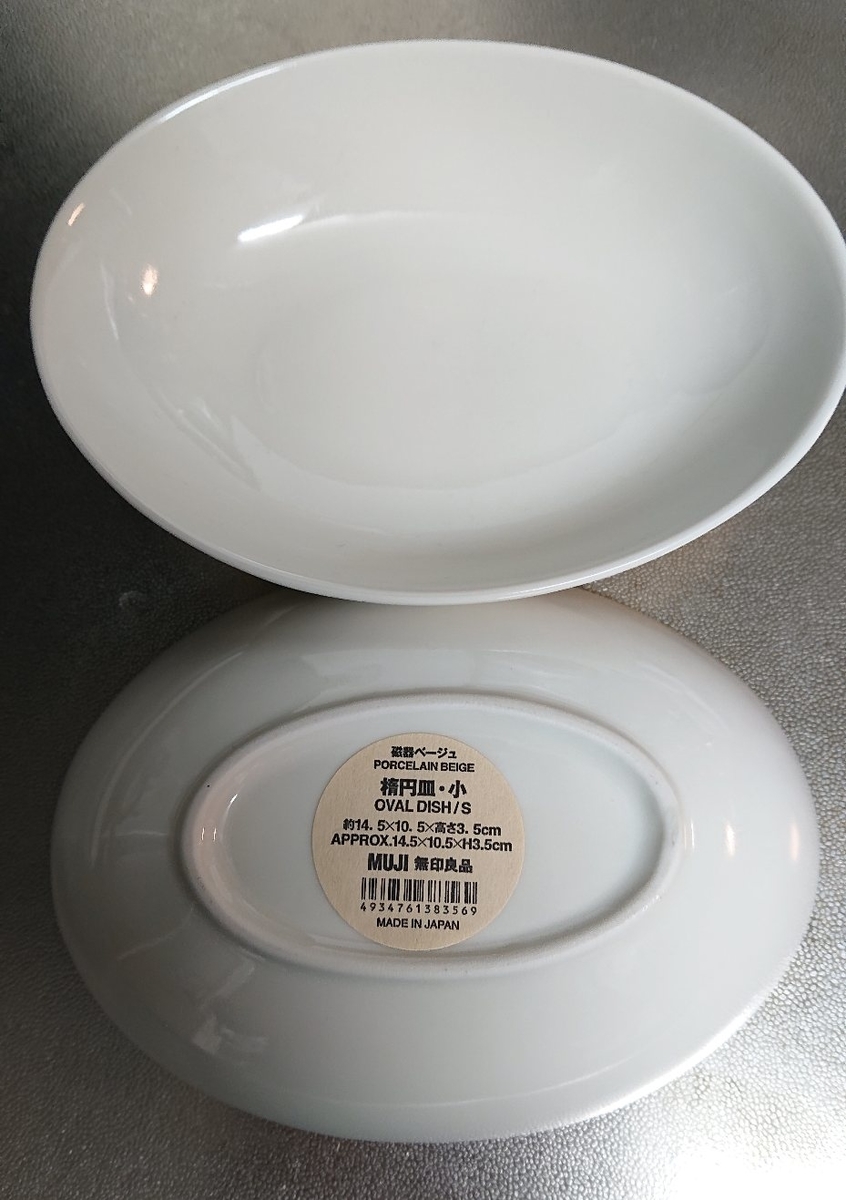 磁器ベージュ
PORCELAIN BEIGE
楕円皿・小
OVAL DISH/S
約14. 5×10. 5×高さ3. 5cm
APPROX.14.5×10.5×H3.5cm
MUJI 無印良品
4934761383569
MADE IN JAPAN